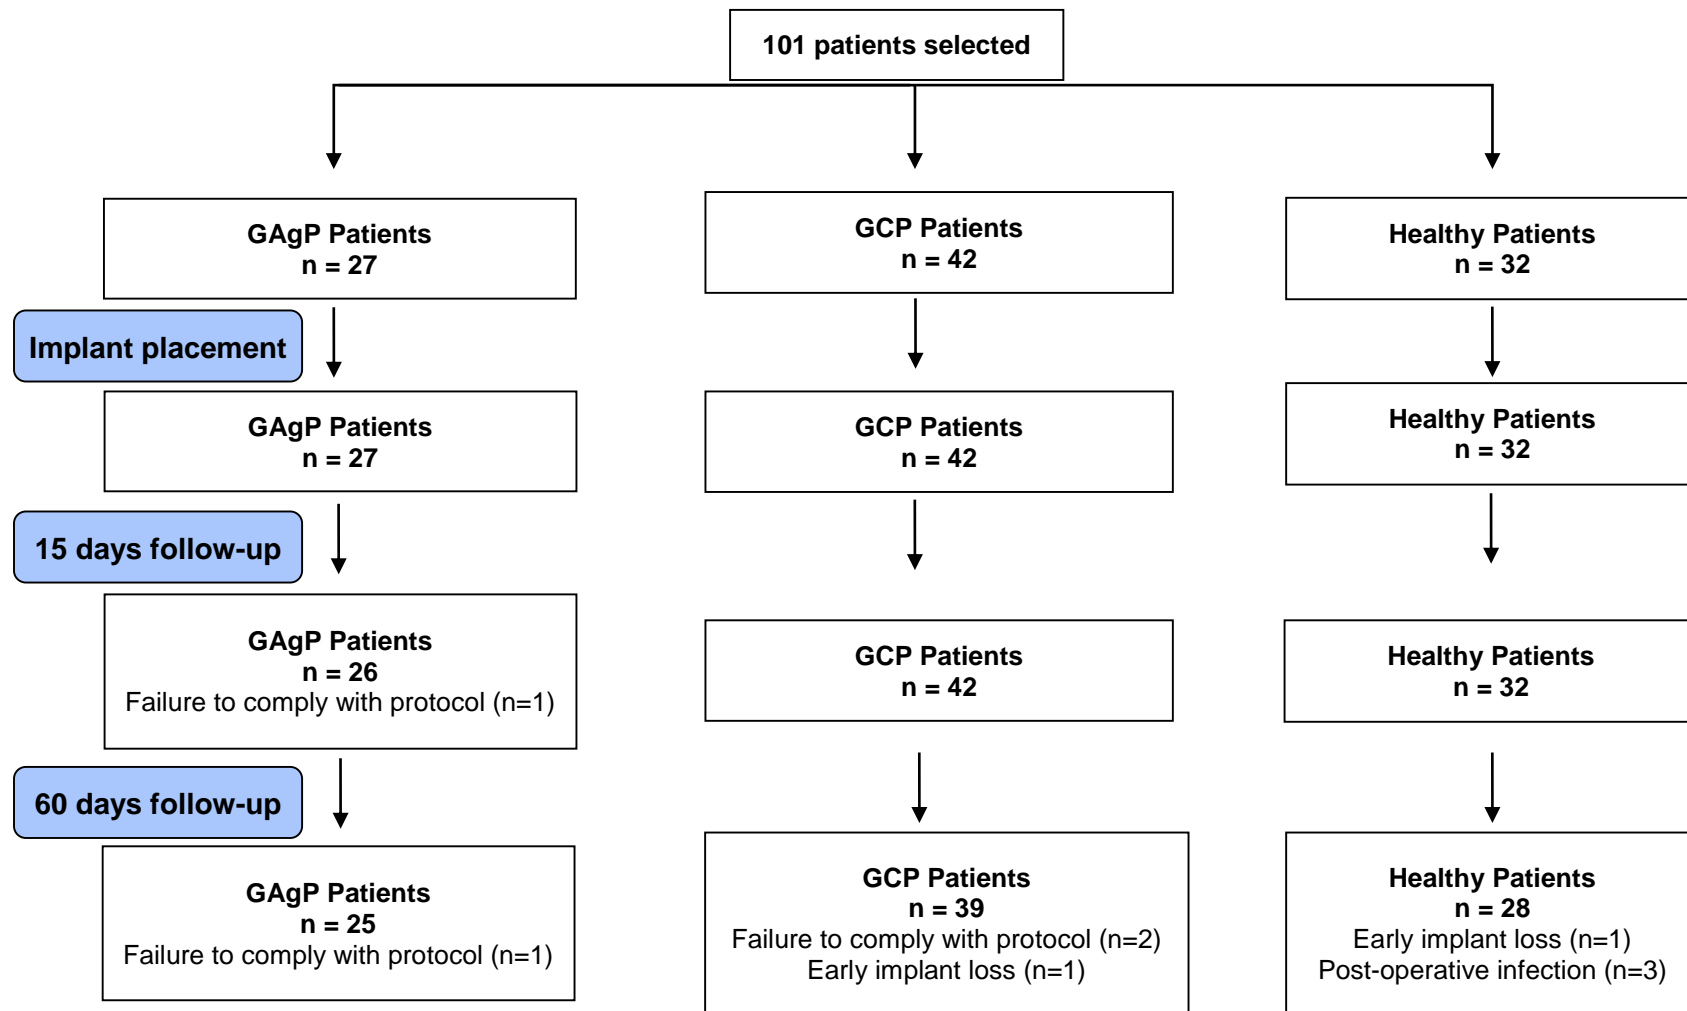 101 patients selected
GAgP Patients
n = 27
GCP Patients
n = 42
Healthy Patients
n = 32
Implant placement
GAgP Patients
n = 27
GCP Patients
n = 42
Healthy Patients
n = 32
15 days follow-up
GAgP Patients
n = 26
Failure to comply with protocol (n=1)
GCP Patients
n = 42
Healthy Patients
n = 32
60 days follow-up
GAgP Patients
n = 25
Failure to comply with protocol (n=1)
GCP Patients
n = 39
Failure to comply with protocol (n=2)
Early implant loss (n=1)
Healthy Patients
n = 28
Early implant loss (n=1)
Post-operative infection (n=3)